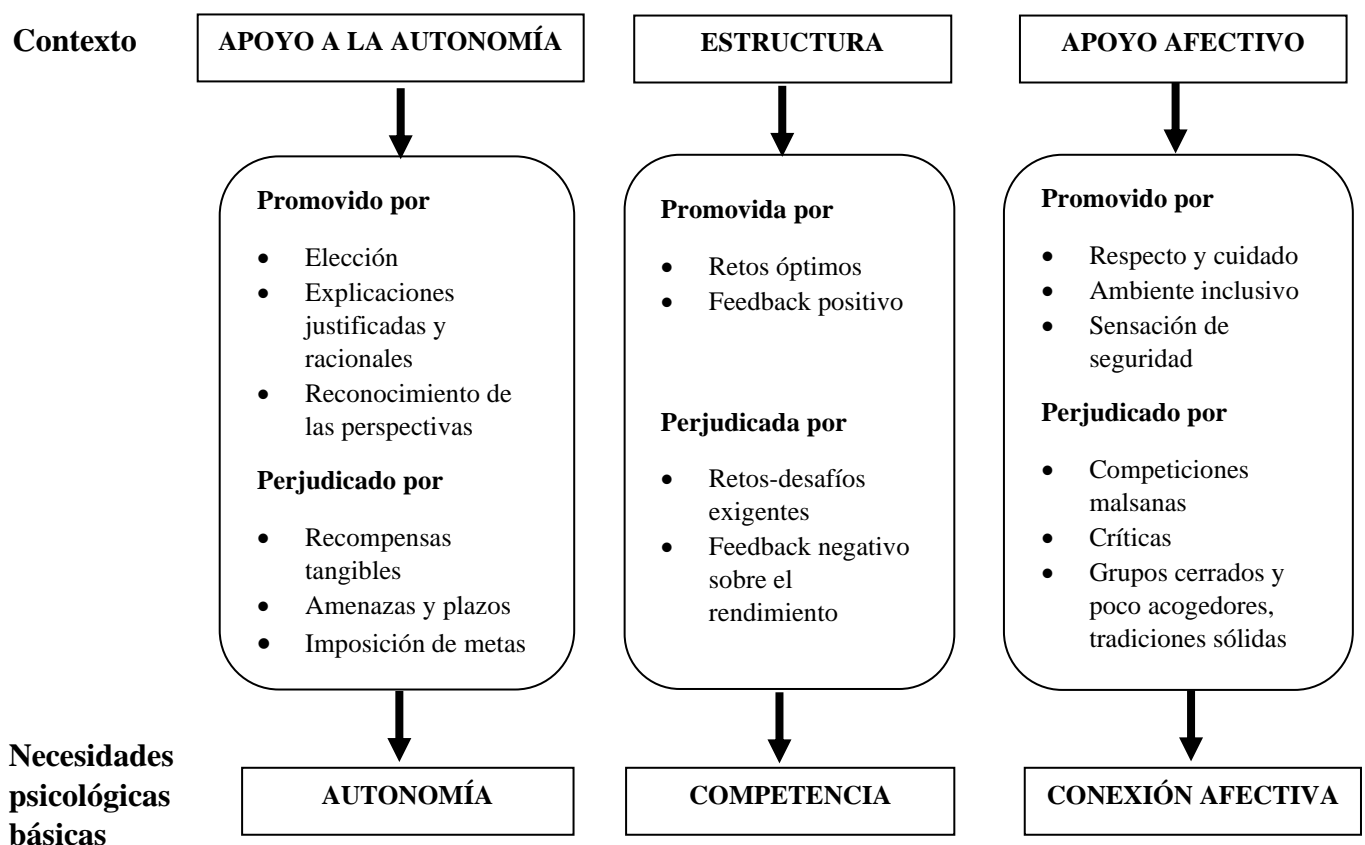 Contexto
APOYO A LA AUTONOMÍA
ESTRUCTURA
APOYO AFECTIVO
Promovido por
• Elección
• Explicaciones
justificadas y
racionales
• Reconocimiento de
las perspectivas
Perjudicado por
• Recompensas
tangibles
• Amenazas y plazos
• Imposición de metas
Promovida por
• Retos óptimos
• Feedback positivo
Perjudicada por
• Retos-desafíos
exigentes
• Feedback negativo
sobre el
rendimiento
Promovido por
• Respecto y cuidado
• Ambiente inclusivo
• Sensación de
seguridad
Perjudicado por
• Competiciones
malsanas
• Críticas
• Grupos cerrados y
poco acogedores,
tradiciones sólidas
Necesidades
psicológicas
básicas
AUTONOMÍA
COMPETENCIA
CONEXIÓN AFECTIVA